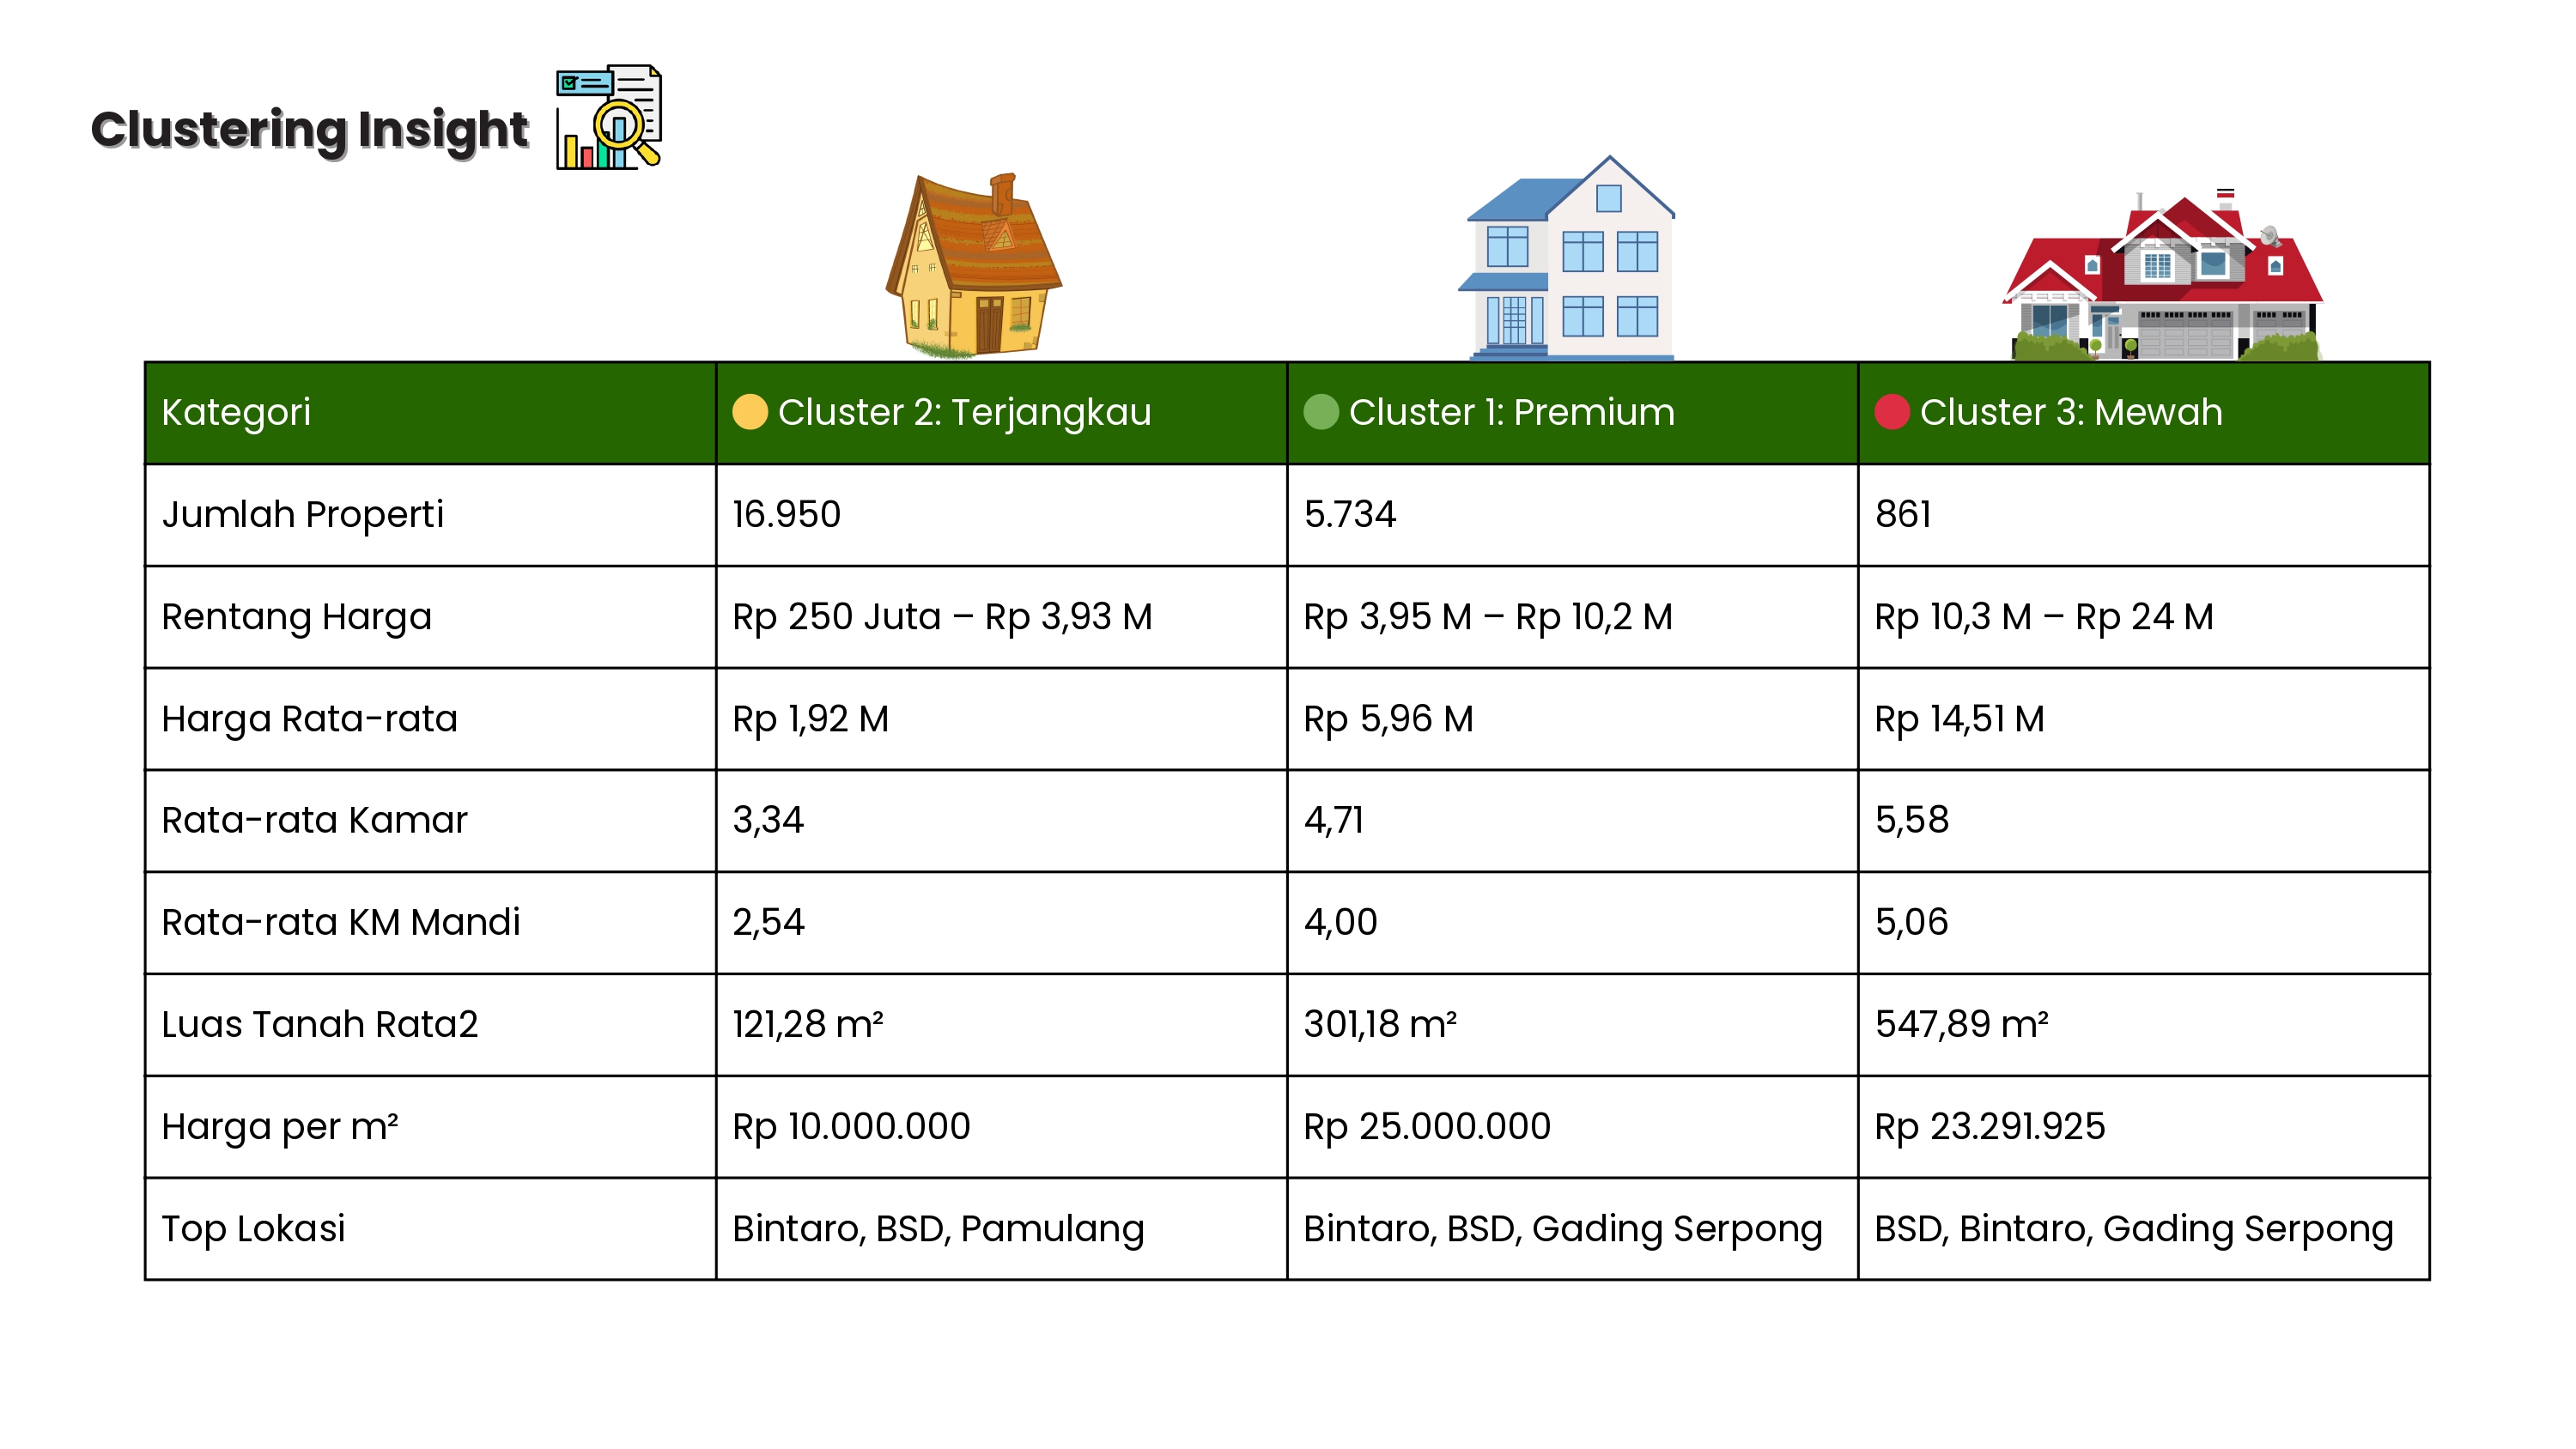 Clustering Insight
Kategori
Cluster 2: Terjangkau
Cluster 1: Premium
Cluster 3: Mewah
Jumlah Properti
16.950
5.734
861
Rentang Harga
Rp 250 Juta – Rp 3,93 M
Rp 3,95 M – Rp 10,2 M
Rp 10,3 M – Rp 24 M
Harga Rata-rata
Rp 1,92 M
Rp 5,96 M
Rp 14,51 M
Rata-rata Kamar
3,34
4,71
5,58
Rata-rata KM Mandi
2,54
4,00
5,06
Luas Tanah Rata2
121,28 m²
301,18 m²
547,89 m²
Harga per m²
Rp 10.000.000
Rp 25.000.000
Rp 23.291.925
Top Lokasi
Bintaro, BSD, Pamulang
Bintaro, BSD, Gading Serpong
BSD, Bintaro, Gading Serpong